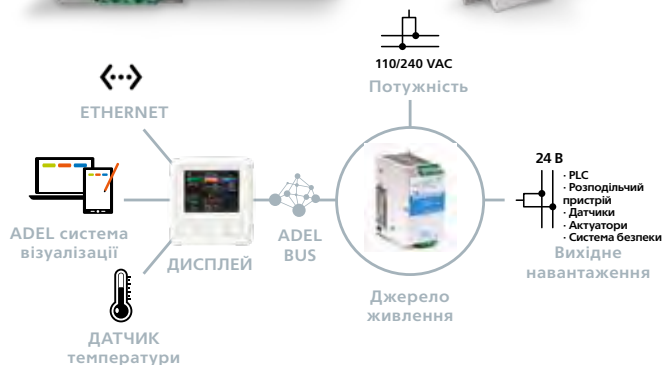 110/240 VAC
Потужність
ETHERNET
24 В
· PLC
· Розподільчий
пристрій
· Датчики
· Актуатори
· Система безпеки
Вихідне
навантаження
ADEL система
візуалізації
ДИСПЛЕЙ
ADEL
BUS
Джерело
живлення
ДАТЧИК
температури